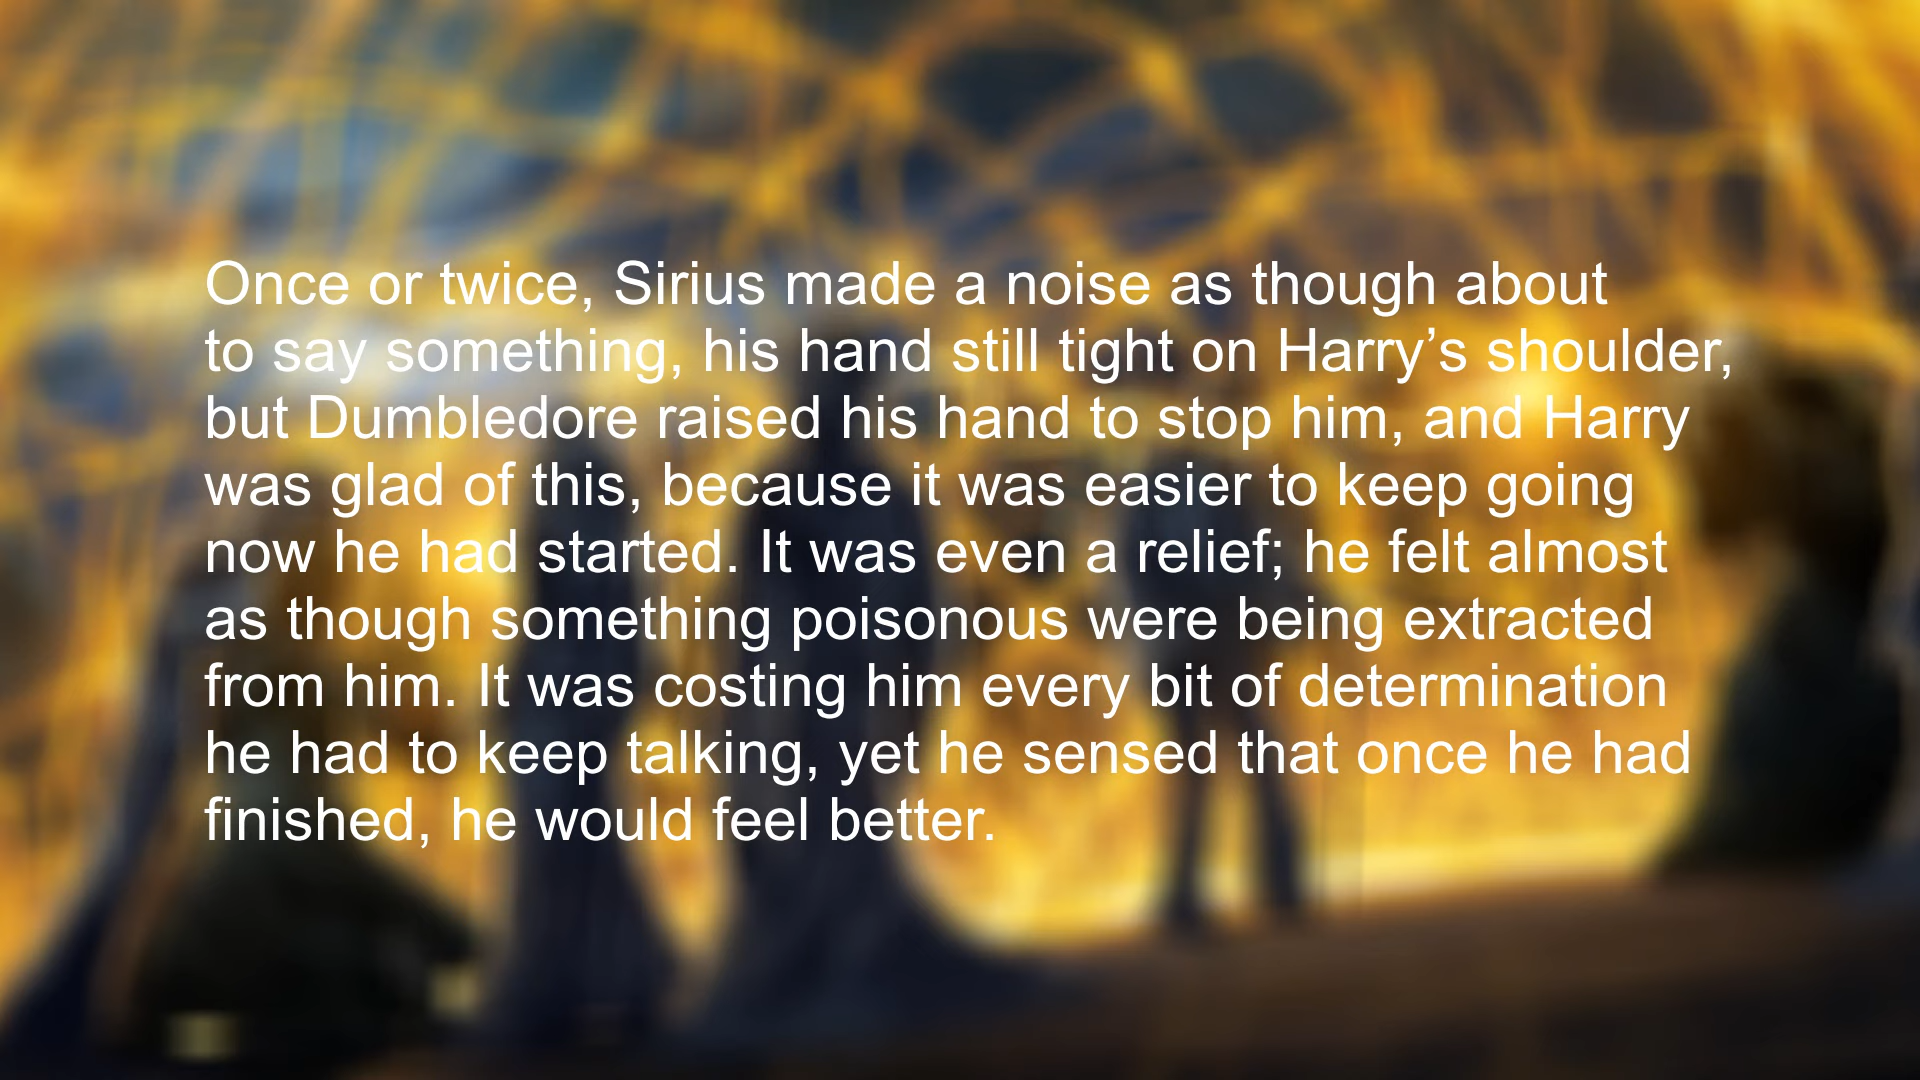 Once or twice, Sirius made a noise as though about
to say something, his hand still tight on Harry’s shoulder,
but Dumbledore raised his hand to stop him, and Harry
was glad of this, because it was easier to keep going
now he had started. It was even a relief; he felt almost
as though something poisonous were being extracted
from him. It was costing him every bit of determination
he had to keep talking, yet he sensed that once he had
finished, he would feel better.